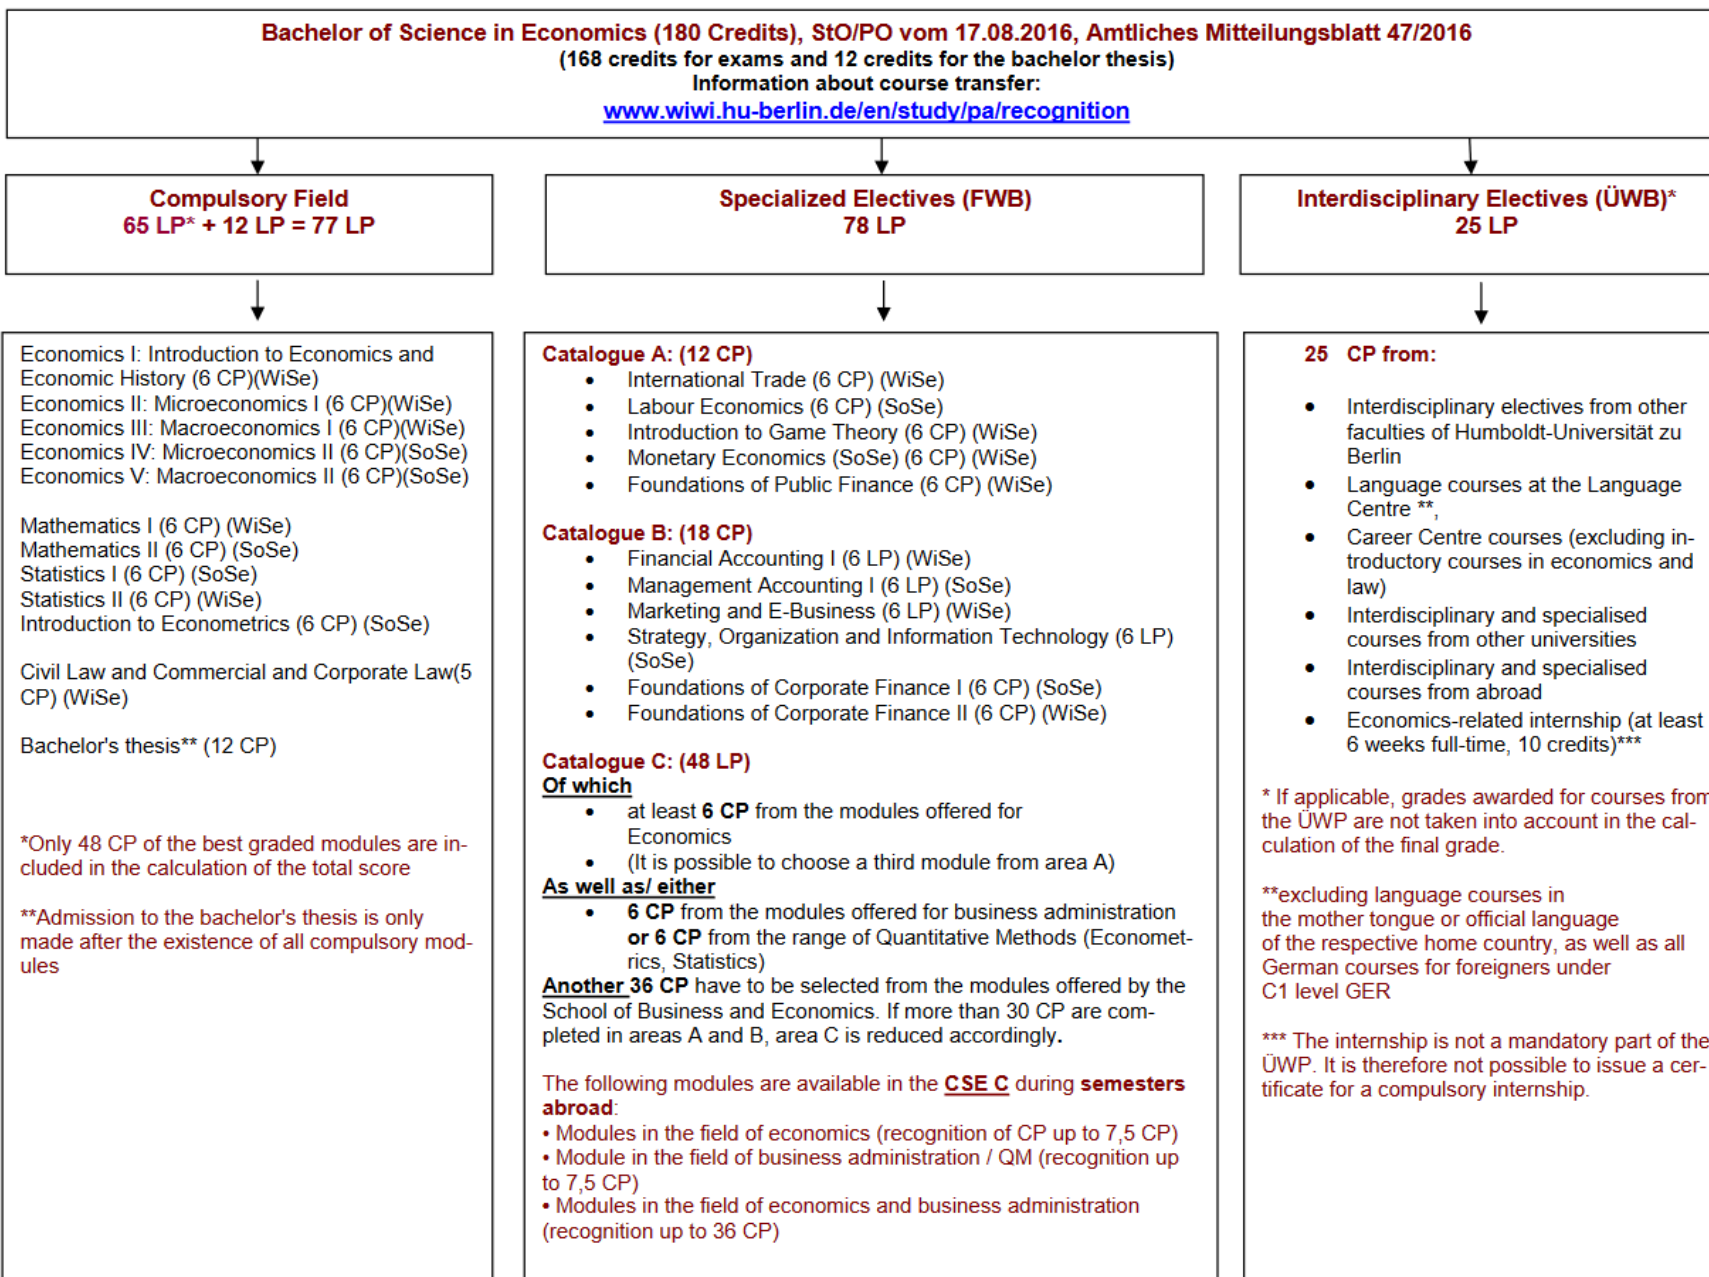 Bachelor of Science in Economics (180 Credits), StO/PO vom 17.08.2016, Amtliches Mitteilungsblatt 47/2016
(168 credits for exams and 12 credits for the bachelor thesis)
Information about course transfer:
www.wiwi.hu-berlin.de/en/study/pa/recognition
Compulsory Field
65 LP* + 12 LP = 77 LP
Economics I: Introduction to Economics and
Economic History (6 CP)(WiSe)
Economics II: Microeconomics I (6 CP)(WiSe)
Economics III: Macroeconomics I (6 CP)(WiSe)
Economics IV: Microeconomics II (6 CP)(SoSe)
Economics V: Macroeconomics II (6 CP)(SoSe)
Mathematics I (6 CP) (WiSe)
Mathematics II (6 CP) (SoSe)
Statistics I (6 CP) (SoSe)
Statistics II (6 CP) (WiSe)
Introduction to Econometrics (6 CP) (SoSe)
Civil Law and Commercial and Corporate Law(5
CP) (WiSe)
Bachelor's thesis** (12 CP)
*Only 48 CP of the best graded modules are in-
cluded in the calculation of the total score
**Admission to the bachelor's thesis is only
made after the existence of all compulsory mod-
ules
Specialized Electives (FWB)
78 LP
Catalogue A: (12 CP)
• International Trade (6 CP) (WiSe)
• Labour Economics (6 CP) (SoSe)
• Introduction to Game Theory (6 CP) (WiSe)
• Monetary Economics (SoSe) (6 CP) (WiSe)
• Foundations of Public Finance (6 CP) (WiSe)
Catalogue B: (18 CP)
• Financial Accounting I (6 LP) (WiSe)
• Management Accounting I (6 LP) (SoSe)
• Marketing and E-Business (6 LP) (WiSe)
• Strategy, Organization and Information Technology (6 LP)
(SoSe)
• Foundations of Corporate Finance I (6 CP) (SoSe)
• Foundations of Corporate Finance II (6 CP) (WiSe)
Catalogue C: (48 LP)
Of which
• at least 6 CP from the modules offered for
Economics
• (It is possible to choose a third module from area A)
As well as/ either
• 6 CP from the modules offered for business administration
or 6 CP from the range of Quantitative Methods (Economet-
rics, Statistics)
Another 36 CP have to be selected from the modules offered by the
School of Business and Economics. If more than 30 CP are com-
pleted in areas A and B, area C is reduced accordingly.
The following modules are available in the CSE C during semesters
abroad:
• Modules in the field of economics (recognition of CP up to 7,5 CP)
• Module in the field of business administration / QM (recognition up
to 7,5 CP)
• Modules in the field of economics and business administration
(recognition up to 36 CP)
Interdisciplinary Electives (ÜWB)*
25 LP
25 CP from:
• Interdisciplinary electives from other
faculties of Humboldt-Universität zu
Berlin
• Language courses at the Language
Centre **,
• Career Centre courses (excluding in-
troductory courses in economics and
law)
• Interdisciplinary and specialised
courses from other universities
• Interdisciplinary and specialised
courses from abroad
• Economics-related internship (at least
6 weeks full-time, 10 credits)***
* If applicable, grades awarded for courses from
the ÜWP are not taken into account in the cal-
culation of the final grade.
**excluding language courses in
the mother tongue or official language
of the respective home country, as well as all
German courses for foreigners under
C1 level GER
*** The internship is not a mandatory part of the
ÜWP. It is therefore not possible to issue a cer-
tificate for a compulsory internship.